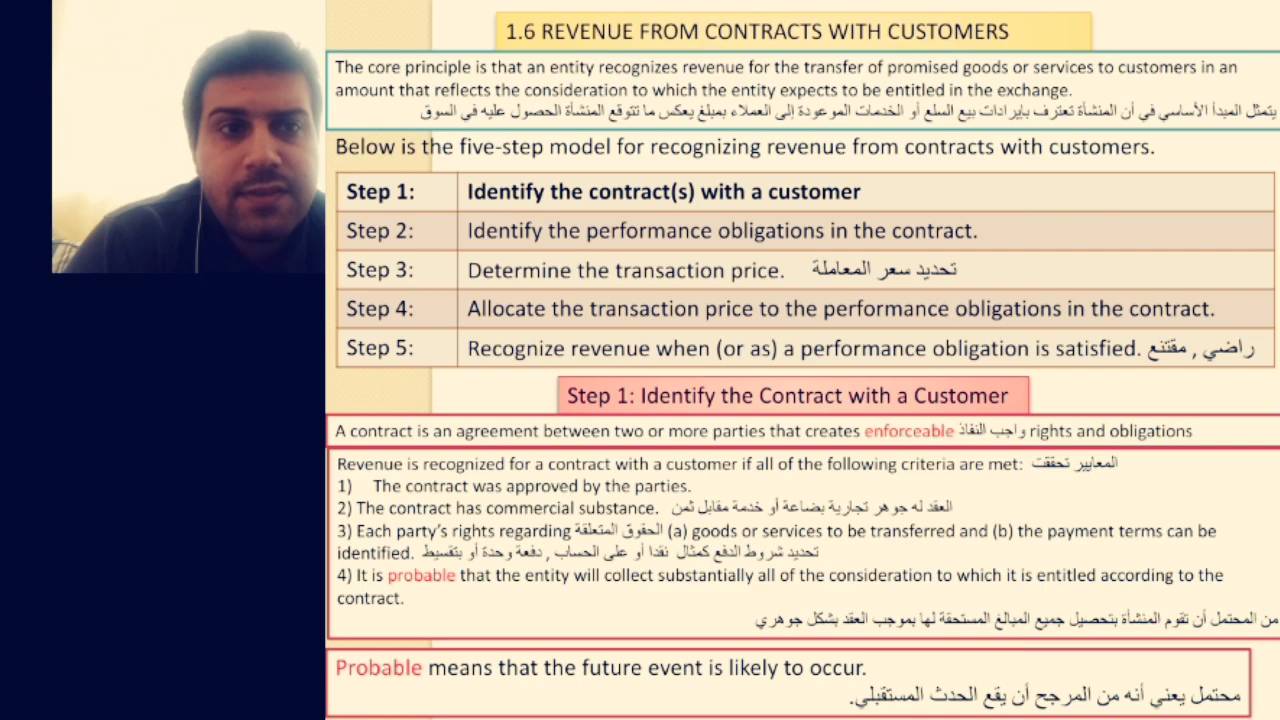 1.6 REVENUE FROM CONTRACTS WITH CUSTOMERS
The core principle is that an entity recognizes revenue for the transfer of promised goods or services to customers in an
amount that reflects the consideration to which the entity expects to be entitled in the exchange.
يتمثل المبدأ الأساسي في أن المنشأة تعترف بايرادات بيع السلع أو الخدمات الموعودة إلى العملاء بمبلغ يعكس ما تتوقع المنشأة الحصول عليه في السوق
Below is the five-step model for recognizing revenue from contracts with customers.
Step 1: Identify the contract(s) with a customer
Step 2: Identify the performance obligations in the contract.
Step 3: Determine the transaction price. تحديد سعر المعاملة
Step 4: Allocate the transaction price to the performance obligations in the contract.
Step 5: Recognize revenue when (or as) a performance obligation is satisfied. راضي , مقتنع
Step 1: Identify the Contract with a Customer
A contract is an agreement between two or more parties that creates enforceable واجب النفاذ rights and obligations
Revenue is recognized for a contract with a customer if all of the following criteria are met: المعايير تحققت
1) The contract was approved by the parties.
2) The contract has commercial substance. العقد له جوهر تجارية بضاعة أو خدمة مقابل ثمن
3) Each party's rights regarding الحقوق المتعلقة (a) goods or services to be transferred and (b) the payment terms can be
identified. تحديد شروط الدفع كمثال نقدا أو على الحساب , دفعة وحدة أو بتقسيط
4) It is probable that the entity will collect substantially all of the consideration to which it is entitled according to the
contract.
من المحتمل أن تقوم المنشأة بتحصيل جميع المبالغ المستحقة لها بموجب العقد بشكل جوهري
Probable means that the future event is likely to occur.
محتمل يعني أنه من المرجح أن يقع الحدث المستقبلي.